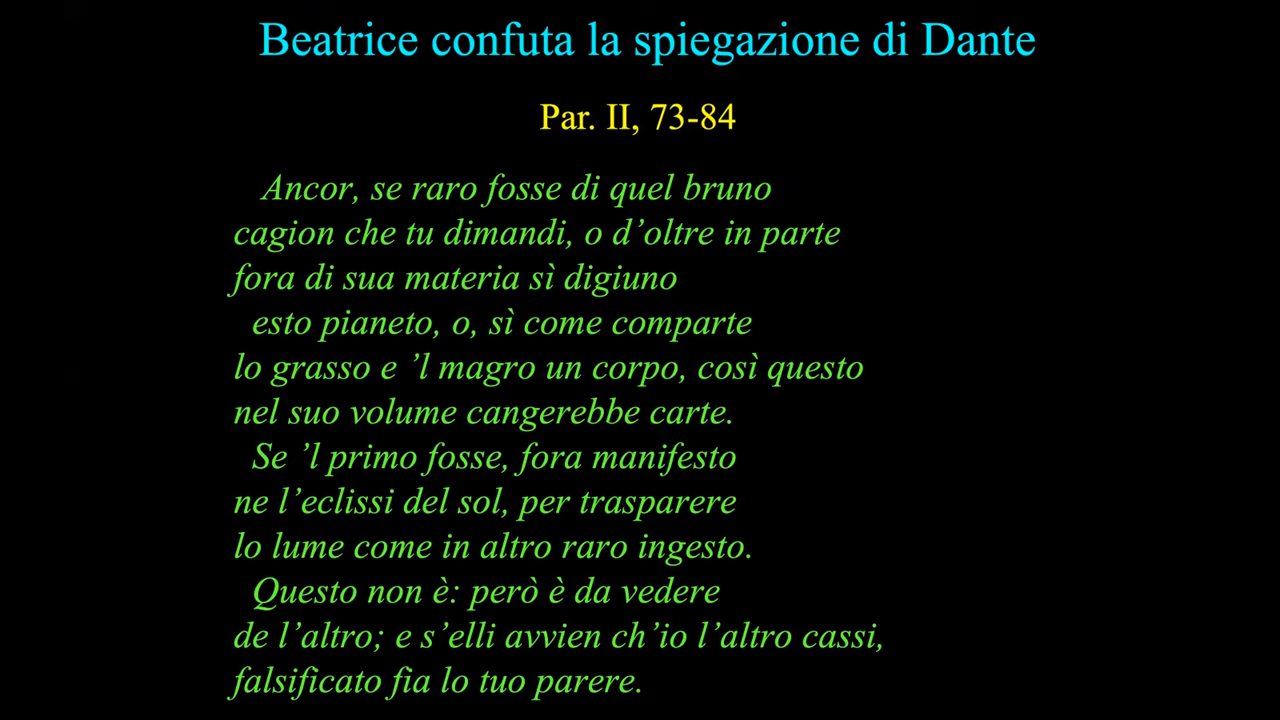 Beatrice confuta la spiegazione di Dante
Par. II, 73-84
Ancor, se raro fosse di quel bruno
cagion che tu dimandi, o d’oltre in parte
fora di sua materia sì digiuno
esto pianeto, o, sì come comparte
lo grasso e ’l magro un corpo, così questo
nel suo volume cangerebbe carte.
Se ’l primo fosse, fora manifesto
ne l’eclissi del sol, per trasparere
lo lume come in altro raro ingesto.
Questo non è: però è da vedere
de l’altro; e s’elli avvien ch’io l’altro cassi,
falsificato fia lo tuo parere.